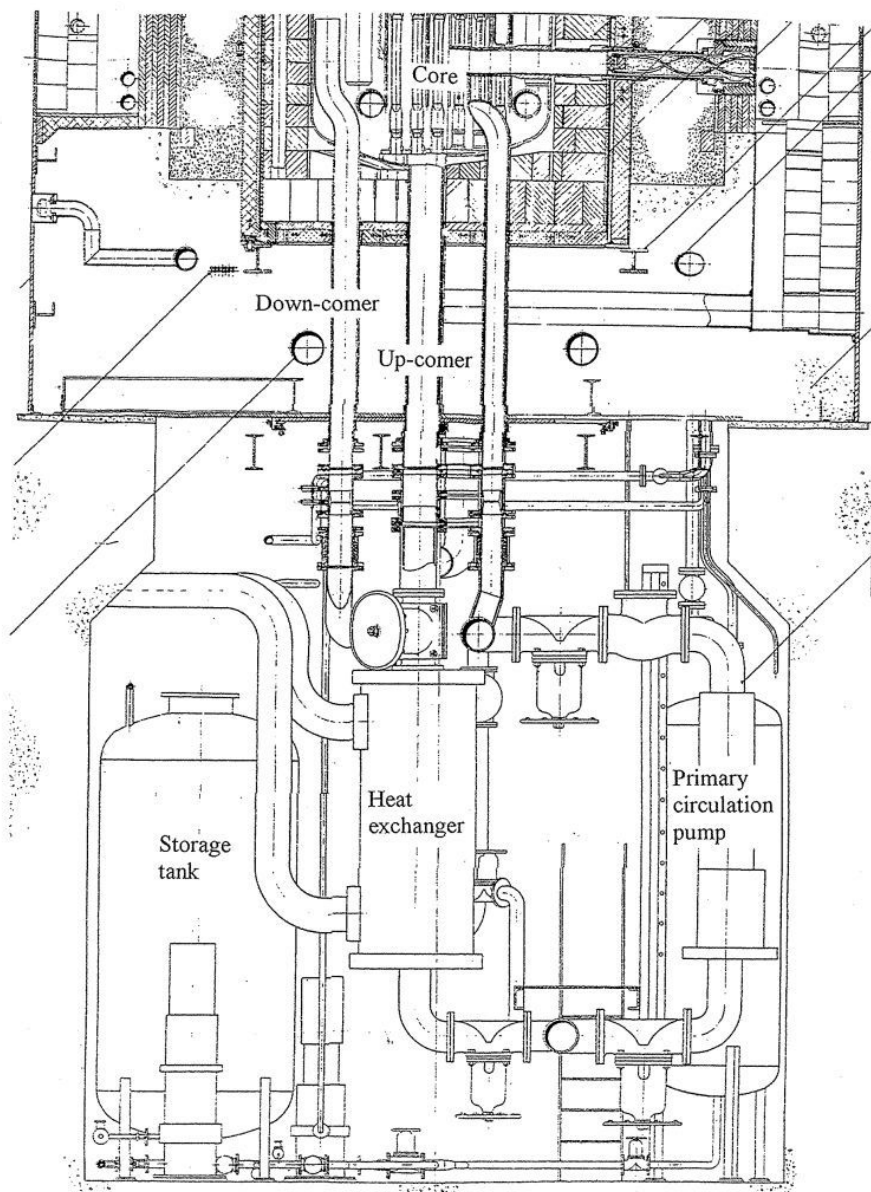 Core
Down-comer
Up-comer
Heat
exchanger
Primary
circulation
pump
Storage
tank